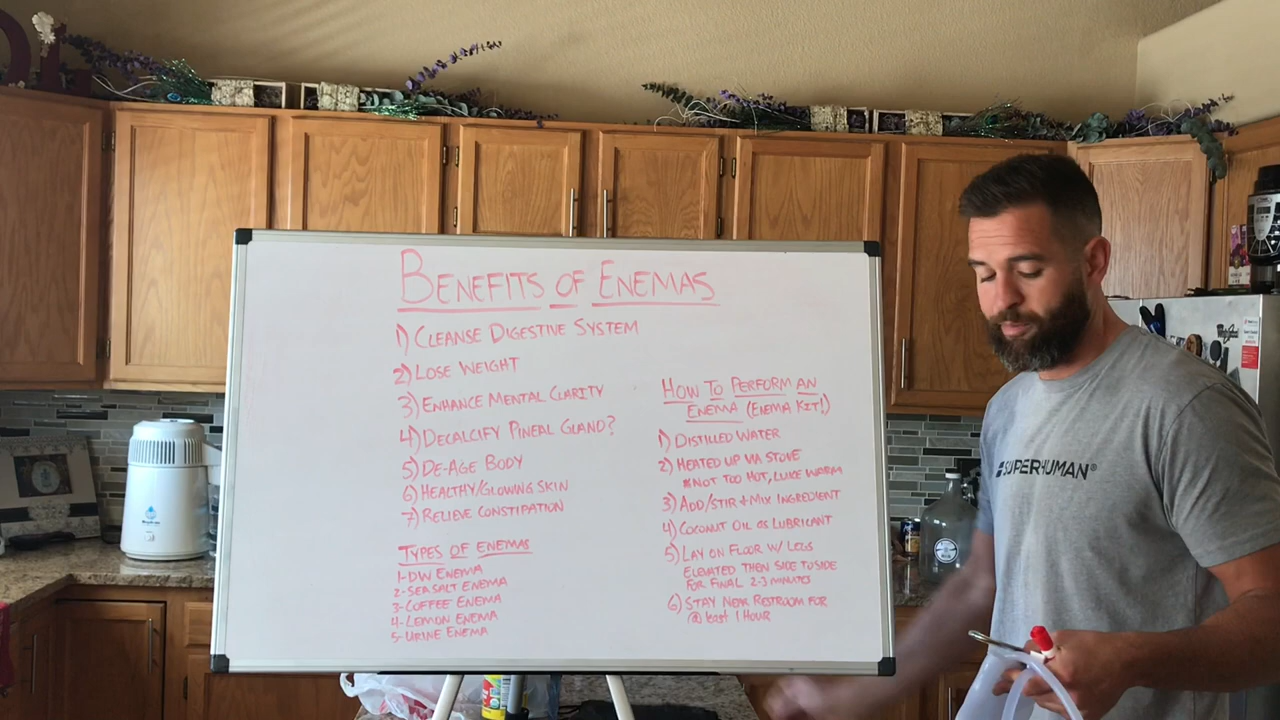 BENEFITS OF ENEMAS
1) CLEANSE DIGESTIVE SYSTEM
2) LOSE WEIGHT
3) ENHANCE MENTAL CLARITY
4) DECALCIFY PINEAL GLAND?
5) DE-AGE BODY
6) HEALTHY/GLOWING SKIN
7) RELIEVE CONSTIPATION
TYPES OF ENEMAS
1-DW ENEMA
2-SEA SALT ENEMA
3-COFFEE ENEMA
4-LEMON ENEMA
5-URINE ENEMA
HOW TO PERFORM AN
ENEMA (ENEMA KIT!)
1) DISTILLED WATER
2) HEATED UP VIA STOVE
*NOT TOO HOT, LUKE WARM
3) ADD/STIR + MIX INGREDIENT
4) COCONUT OIL as LUBRICANT
5) LAY ON FLOOR W/ LEGS
ELEVATED THEN SIDE TO SIDE
FOR FINAL 2-3 MINUTES
6) STAY NEAR RESTROOM FOR
@ least 1 HOUR
SUPERHUMAN®